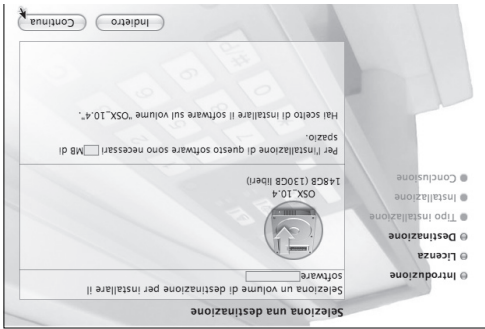 Seleziona una destinazione
Introduzione
Licenza
Destinazione
Tipo installazione
Installazione
Conclusione
Seleziona un volume di destinazione per installare il
software
OSX_10.4
148GB (130GB liberi)
Per l'installazione di questo software sono necessari MB di
spazio.
Hai scelto di installare il software sul volume "OSX_10.4".
Indietro
Continua